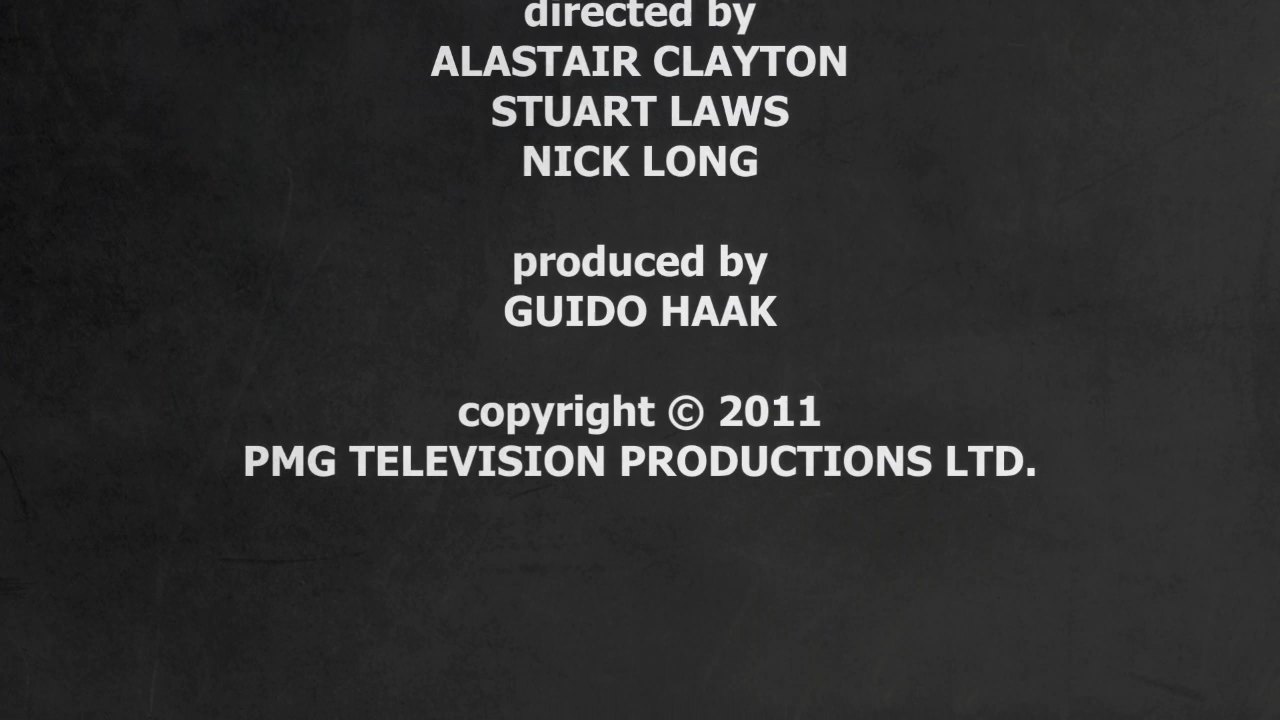 directed by
ALASTAIR CLAYTON
STUART LAWS
NICK LONG
produced by
GUIDO HAAK
copyright © 2011
PMG TELEVISION PRODUCTIONS LTD.